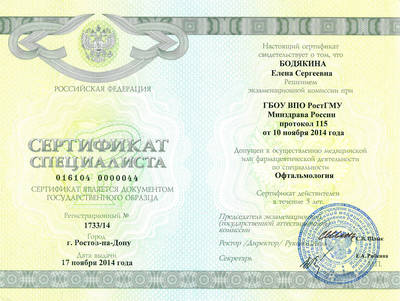 РОССИЙСКАЯ ФЕДЕРАЦИЯ
СЕРТИФИКАТ
СПЕЦИАЛИСТА
016104 0000044
СЕРТИФИКАТ ЯВЛЯЕТСЯ ДОКУМЕНТОМ
ГОСУДАРСТВЕННОГО ОБРАЗЦА
Регистрационный №
1733/14
Город
г. Ростов-на-Дону
Дата выдачи
17 ноября 2014 года
Настоящий сертификат
свидетельствует о том, что
БОДЯКИНА
Елена Сергеевна
Решением
экзаменационной комиссии при
ГБОУ ВПО РостГМУ
Минздрава России
протокол 115
от 10 ноября 2014 года
Допущен к осуществлению медицинской
или фармацевтической деятельности
по специальности
Офтальмология
Сертификат действителен
в течение 5 лет.
Председатель экзаменационной
государственной аттестационной
комиссии
Ректор /Директор/
Секретарь